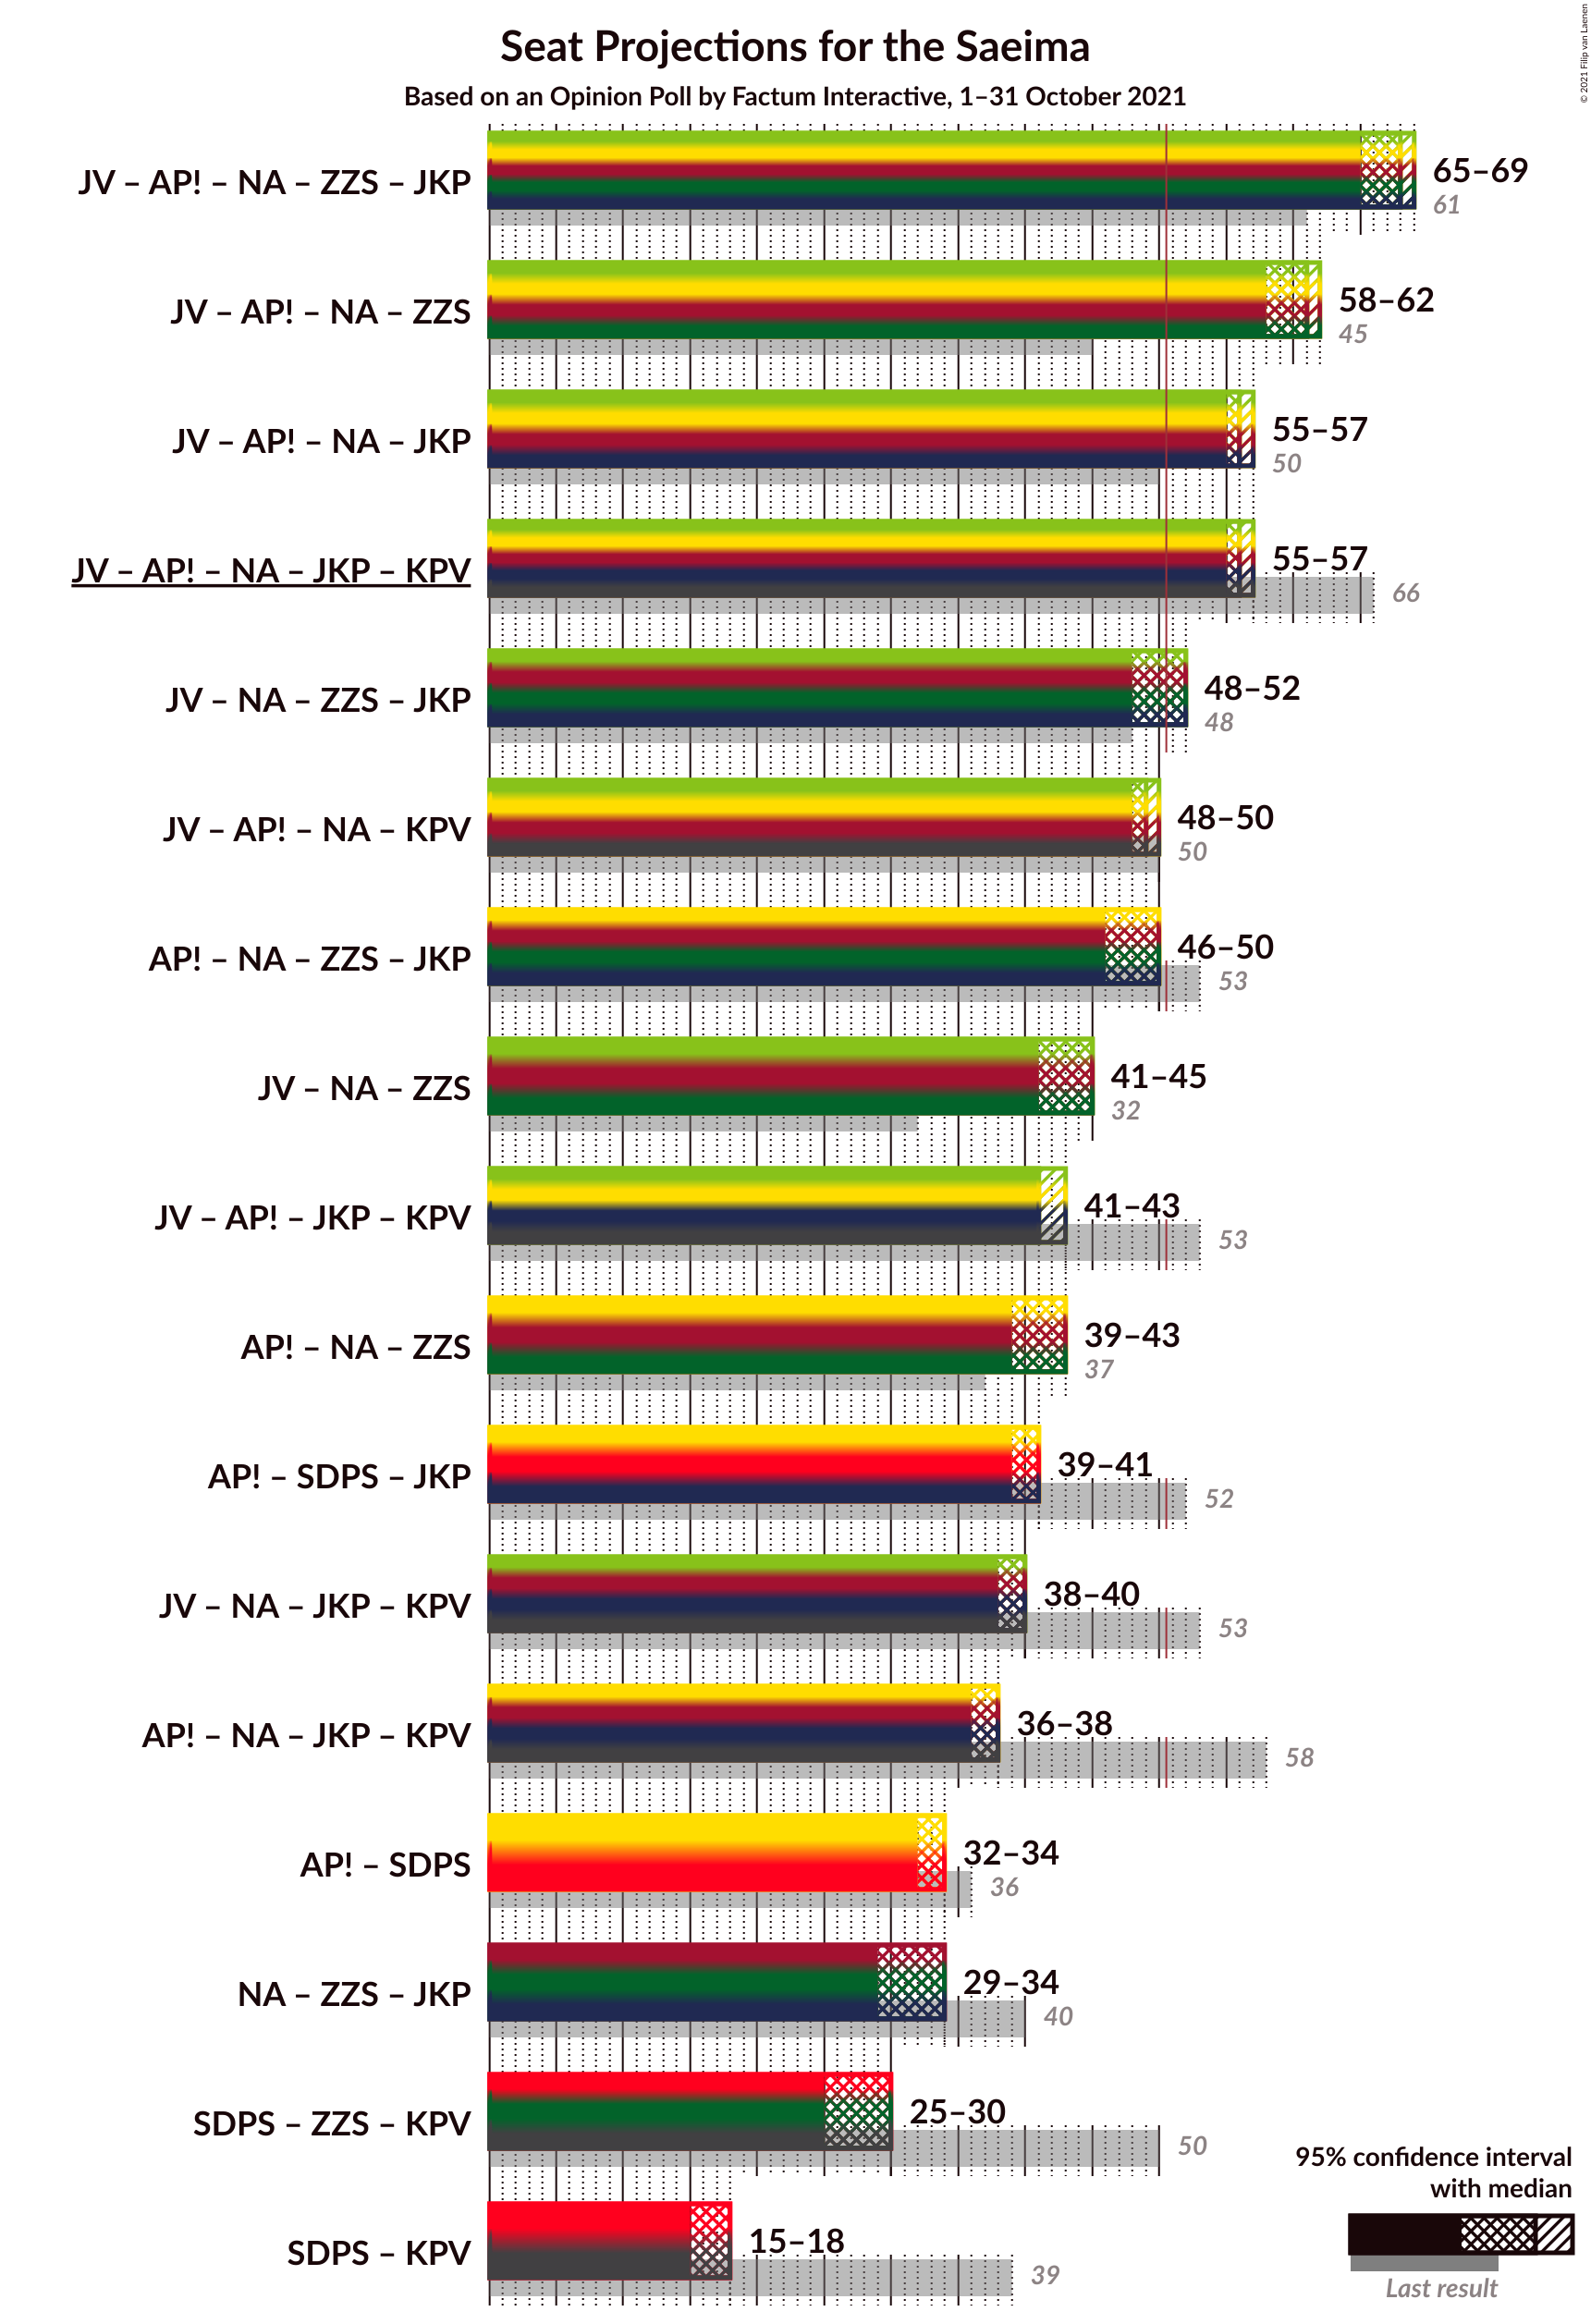 Seat Projections for the Saeima
Based on an Opinion Poll by Factum Interactive, 1–31 October 2021
© 2021 Filip van Laenen
JV – AP! – NA – ZZS – JKP
65–69
61
JV – AP! – NA – ZZS
58–62
45
JV – AP! – NA – JKP
55–57
50
JV – AP! – NA – JKP – KPV
55–57
66
JV – NA – ZZS – JKP
48–52
48
JV – AP! – NA – KPV
48–50
50
AP! – NA – ZZS – JKP
46–50
53
JV – NA – ZZS
41–45
32
JV – AP! – JKP – KPV
41–43
53
AP! – NA – ZZS
39–43
37
AP! – SDPS – JKP
39–41
52
JV – NA – JKP – KPV
38–40
53
AP! – NA – JKP – KPV
36–38
58
AP! – SDPS
32–34
36
NA – ZZS – JKP
29–34
40
SDPS – ZZS – KPV
25–30
50
SDPS – KPV
15–18
39
95% confidence interval
with median
Last result